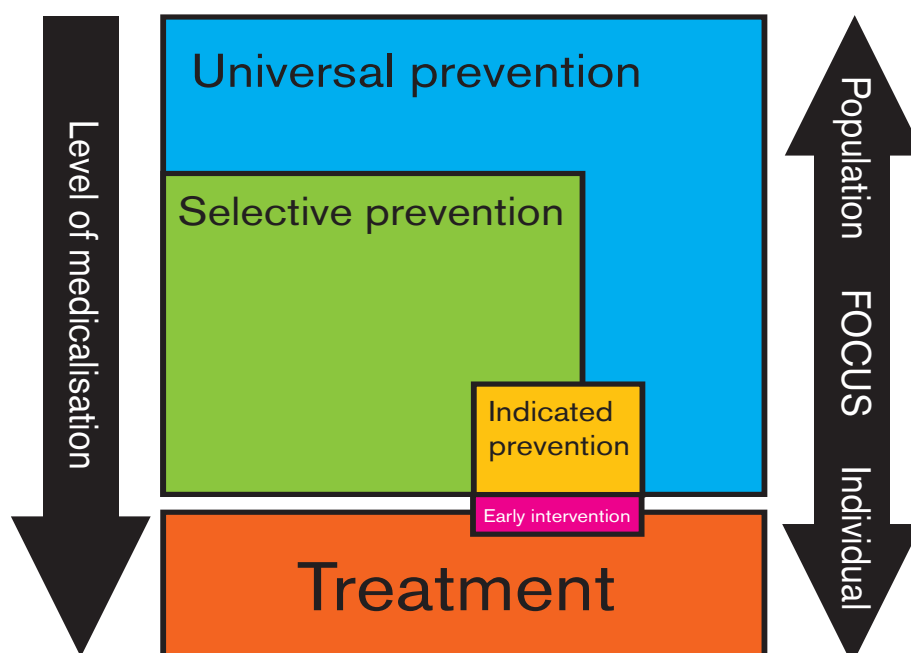 Level of medicalisation
Universal prevention
Selective prevention
Indicated
prevention
Early intervention
Treatment
Population
FOCUS
Individual